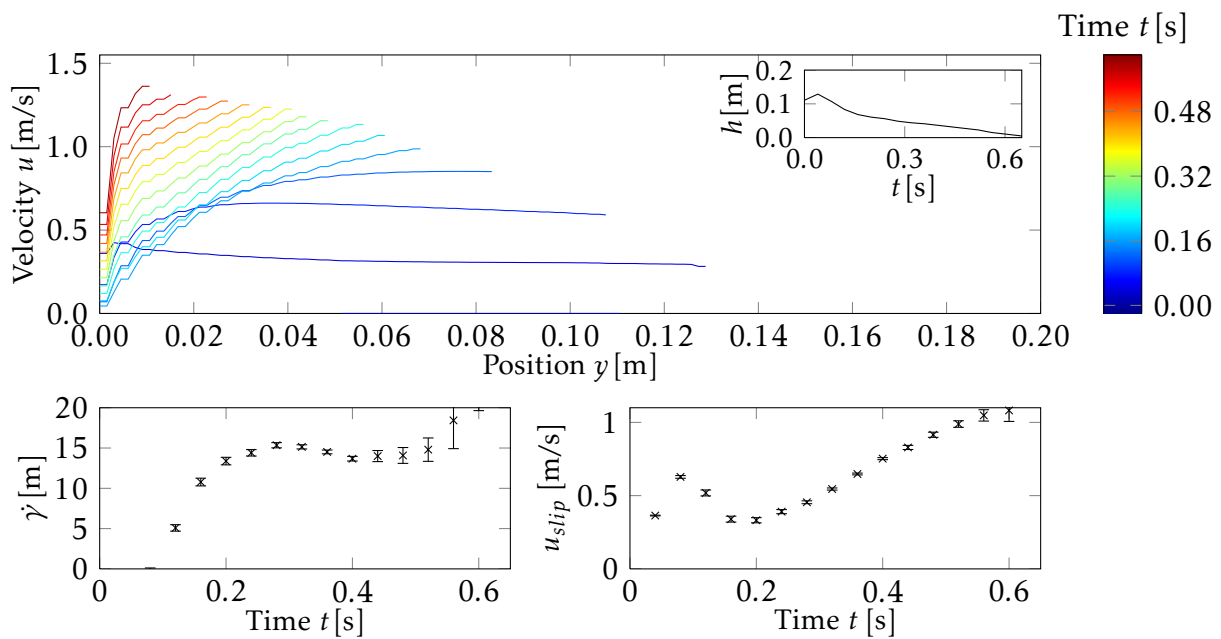 Time t [s]
1.5
1.0
0.5
0.0
Velocity u [m/s]
0.00 0.02 0.04 0.06 0.08 0.10 0.12 0.14 0.16 0.18 0.20
Position y [m]
0.2
0.1
0.0
h [m]
0.0 0.3 0.6
t [s]
0.48
0.32
0.16
0.00
20
15
10
5
0
γ̇ [m]
0 0.2 0.4 0.6
Time t [s]
1
0.5
0
u_slip [m/s]
0 0.2 0.4 0.6
Time t [s]